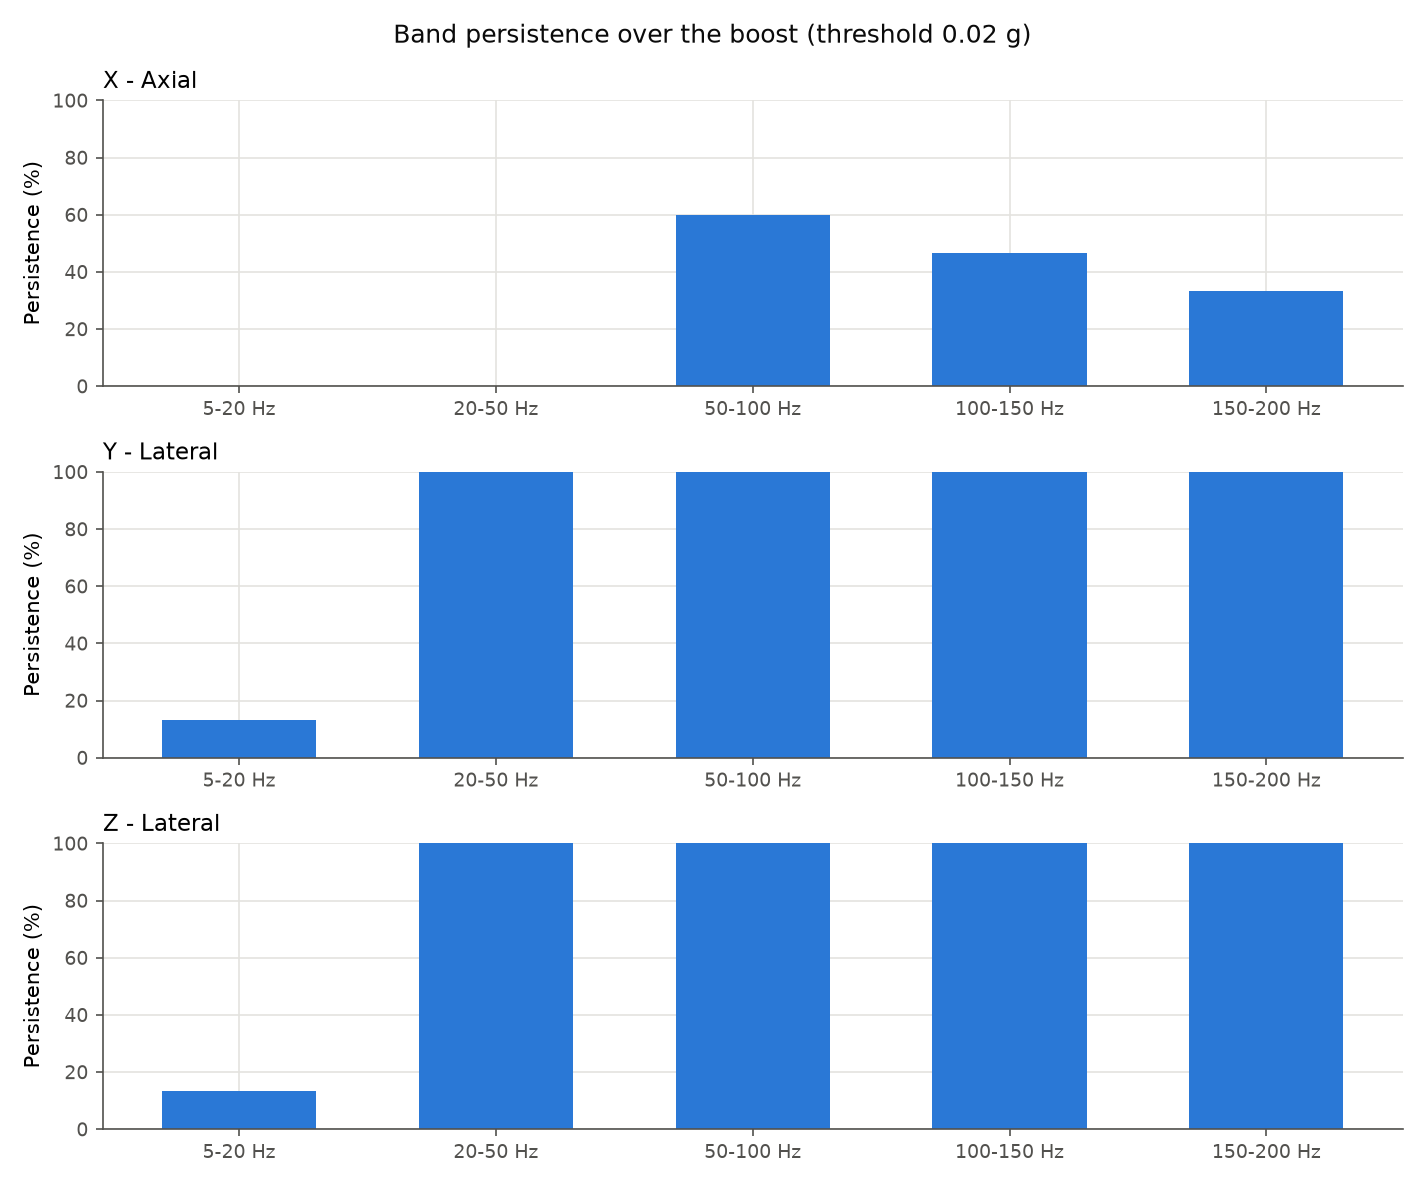 Band persistence over the boost (threshold 0.02 g)
X - Axial
Persistence (%)
100
80
60
40
20
0
5-20 Hz 20-50 Hz 50-100 Hz 100-150 Hz 150-200 Hz
Y - Lateral
Persistence (%)
100
80
60
40
20
0
5-20 Hz 20-50 Hz 50-100 Hz 100-150 Hz 150-200 Hz
Z - Lateral
Persistence (%)
100
80
60
40
20
0
5-20 Hz 20-50 Hz 50-100 Hz 100-150 Hz 150-200 Hz